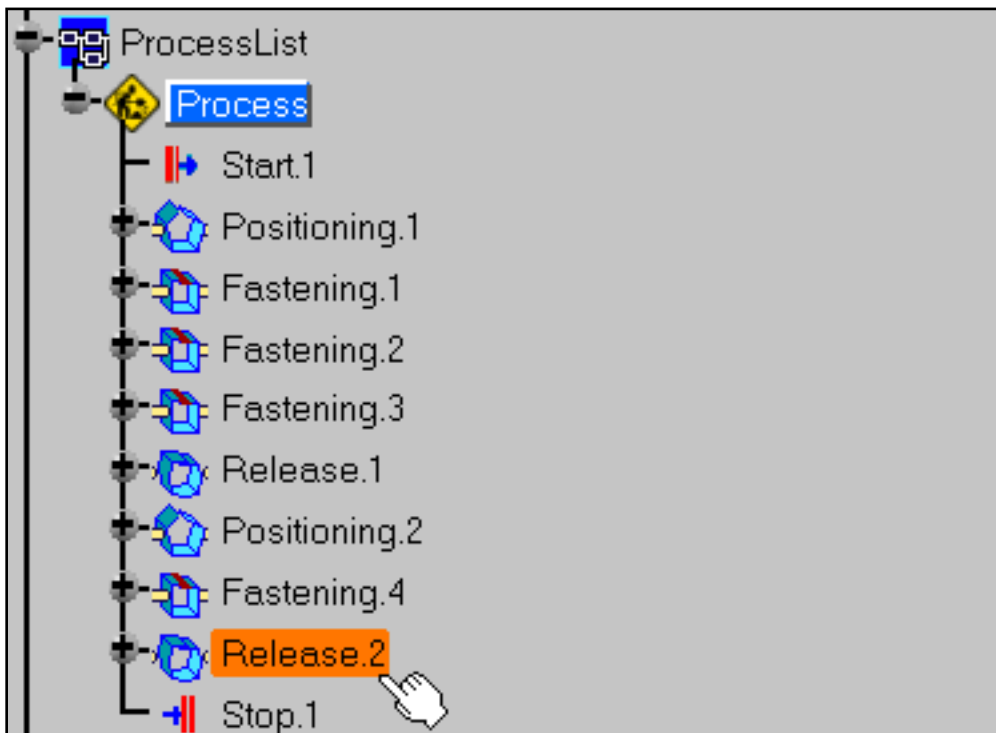 ProcessList
Process
Start.1
Positioning.1
Fastening.1
Fastening.2
Fastening.3
Release.1
Positioning.2
Fastening.4
Release.2
Stop.1